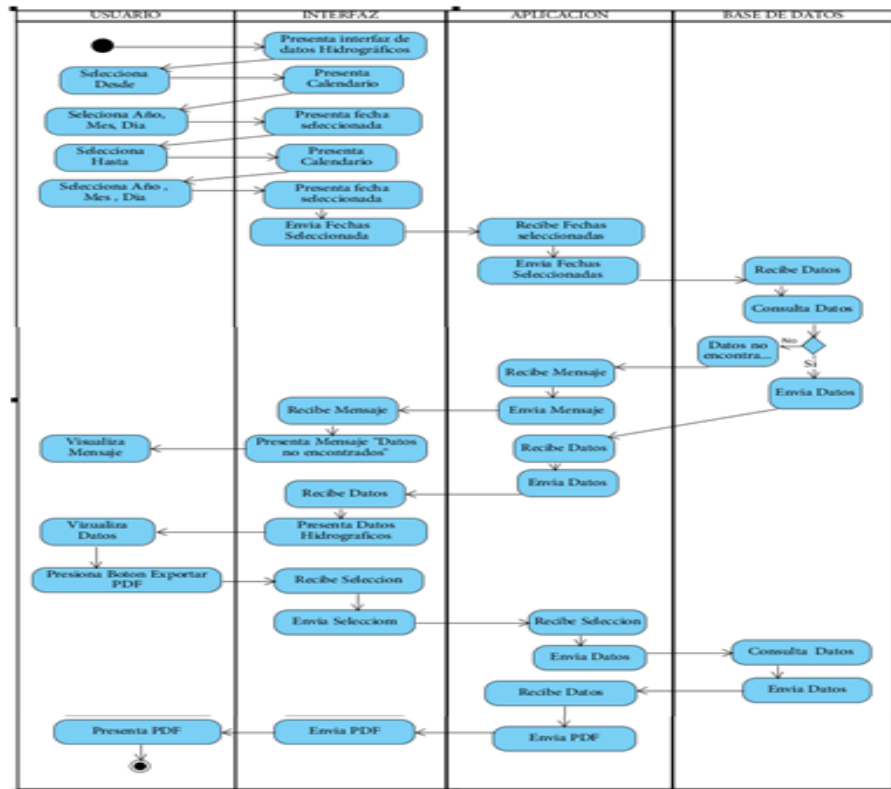 USUARIO
INTERFAZ
APLICACION
BASE DE DATOS
Presenta interfaz de
datos Hidrográficos
Selecciona
Desde
Presenta
Calendario
Seleciona Año,
Mes, Dia
Presenta fecha
seleccionada
Selecciona
Hasta
Presenta
Calendario
Selecciona Año ,
Mes , Dia
Presenta fecha
seleccionada
Envia Fechas
Seleccionada
Recibe Fechas
seleccionadas
Envia Fechas
Seleccionadas
Recibe Datos
Consulta Datos
No
Datos no
encontra...
Si
Recibe Mensaje
Envia Datos
Recibe Mensaje
Envia Mensaje
Visualiza
Mensaje
Presenta Mensaje "Datos
no encontrados"
Recibe Datos
Envia Datos
Recibe Datos
Vizualiza
Datos
Presenta Datos
Hidrograficos
Presiona Boton Exportar
PDF
Recibe Seleccion
Envia Selecciom
Recibe Seleccion
Envia Datos
Consulta Datos
Recibe Datos
Envia Datos
Presenta PDF
Envia PDF
Envia PDF